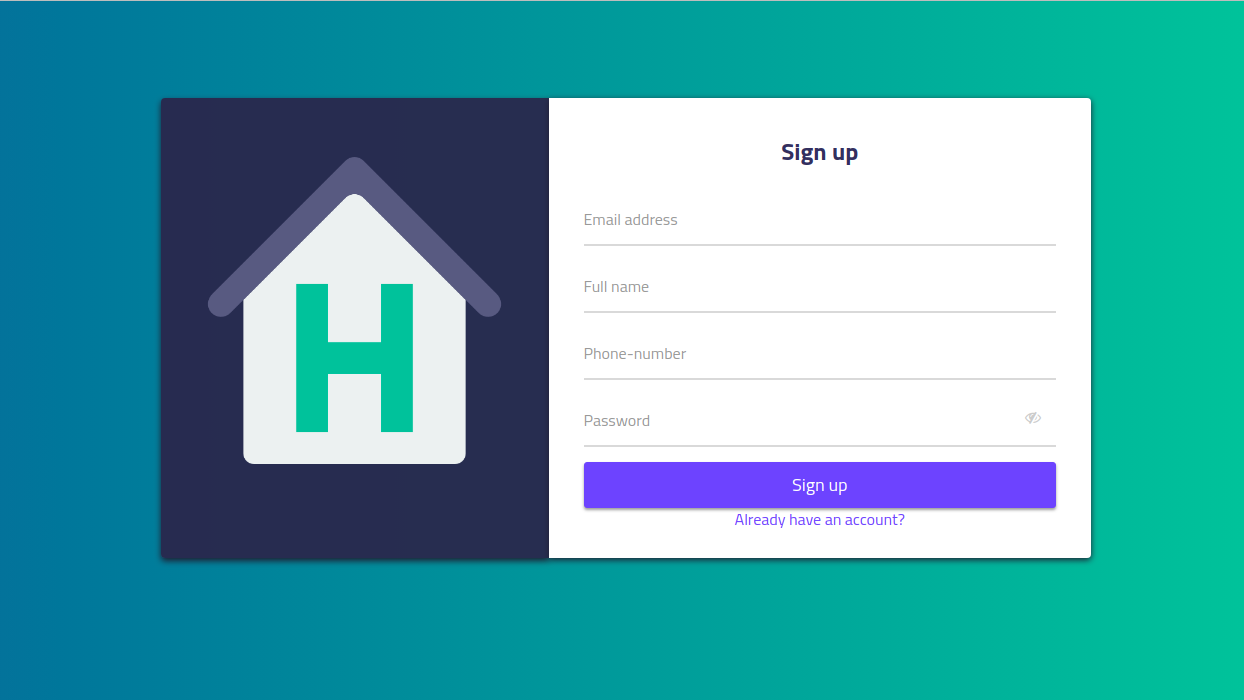 H
Sign up
Email address
Full name
Phone-number
Password
Sign up
Already have an account?